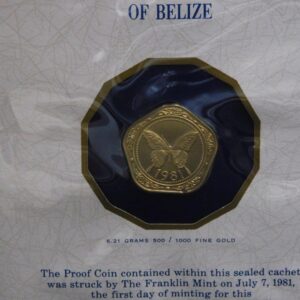 OF BELIZE
1981
6.21 GRAMS 500 / 1000 FINE GOLD
The Proof Coin contained within this sealed cachet
was struck by The Franklin Mint on July 7, 1981,
the first day of minting for this